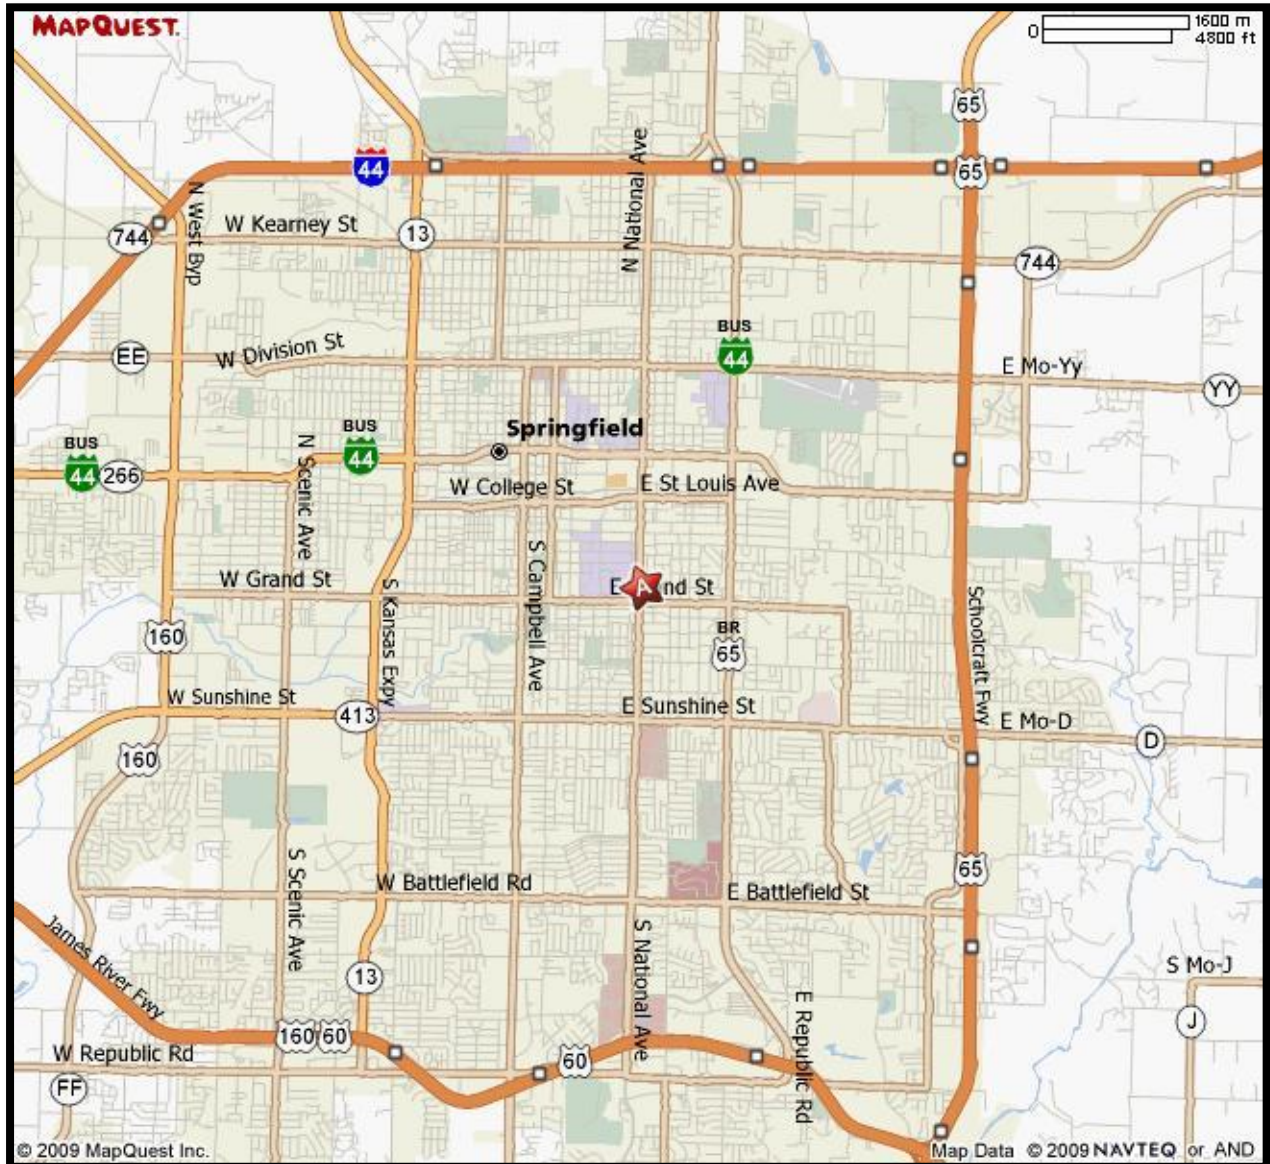 MAPQUEST.
0
1600 m
4800 ft
65
44
65
N National Ave
N West Byp
W Kearney St
744
13
744
BUS
44
EE
W Division St
E Mo-Yy
YY
Springfield
BUS
44
BUS
44
266
N Scenic Ave
W College St
E St Louis Ave
W Grand St
E
A
nd St
S Campbell Ave
S Kansas Expy
Schoolcraft Fwy
160
BR
65
W Sunshine St
E Sunshine St
413
E Mo-D
D
160
S Scenic Ave
W Battlefield Rd
E Battlefield St
65
James River Fwy
S National Ave
S Mo-J
13
E Republic Rd
J
160
60
W Republic Rd
60
FF
© 2009 MapQuest Inc.
Map Data © 2009 NAVTEQ or AND